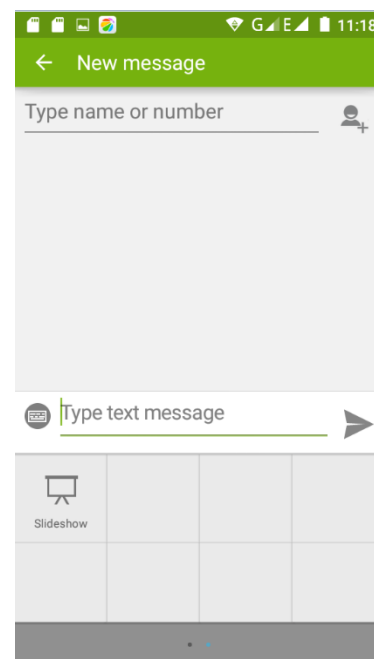 G E 11:18
New message
Type name or number
Type text message
Slideshow